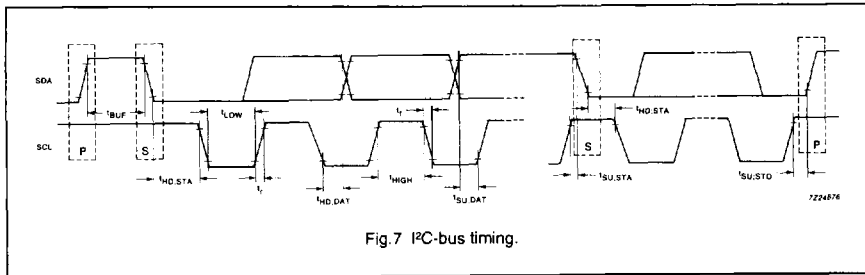 SDA
tBUF
tLOW
tf
tHD:STA
SCL
P
S
S
P
tHD,STA
tr
tHD,DAT
tHIGH
tSU,DAT
tSU,STA
tSU;STO
7Z24876
Fig.7 I²C-bus timing.